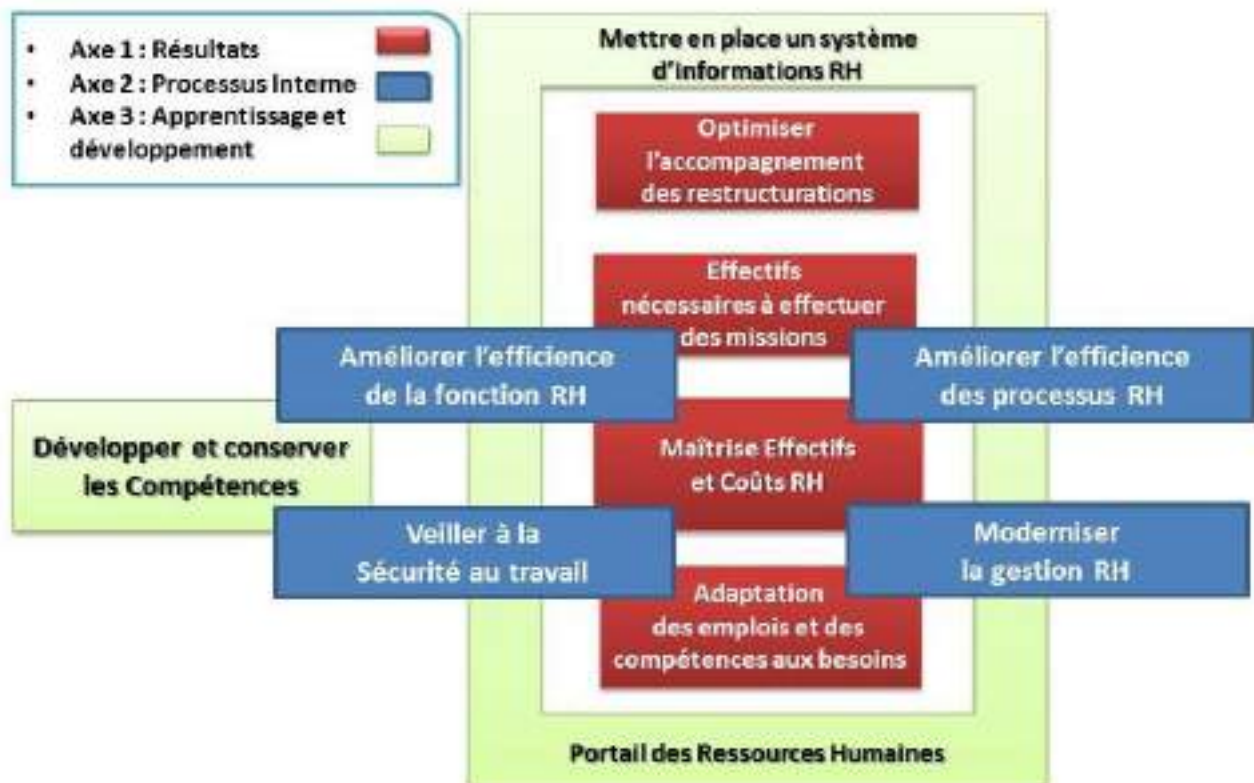 • Axe 1 : Résultats
• Axe 2 : Processus Interne
• Axe 3 : Apprentissage et
développement
Mettre en place un système
d'Informations RH
Optimiser
l'accompagnement
des restructurations
Effectifs
nécessaires à effectuer
des missions
Améliorer l'efficience
de la fonction RH
Améliorer l'efficience
des processus RH
Développer et conserver
les Compétences
Maîtrise Effectifs
et Coûts RH
Veiller à la
Sécurité au travail
Moderniser
la gestion RH
Adaptation
des emplois et des
compétences aux besoins
Portail des Ressources Humaines